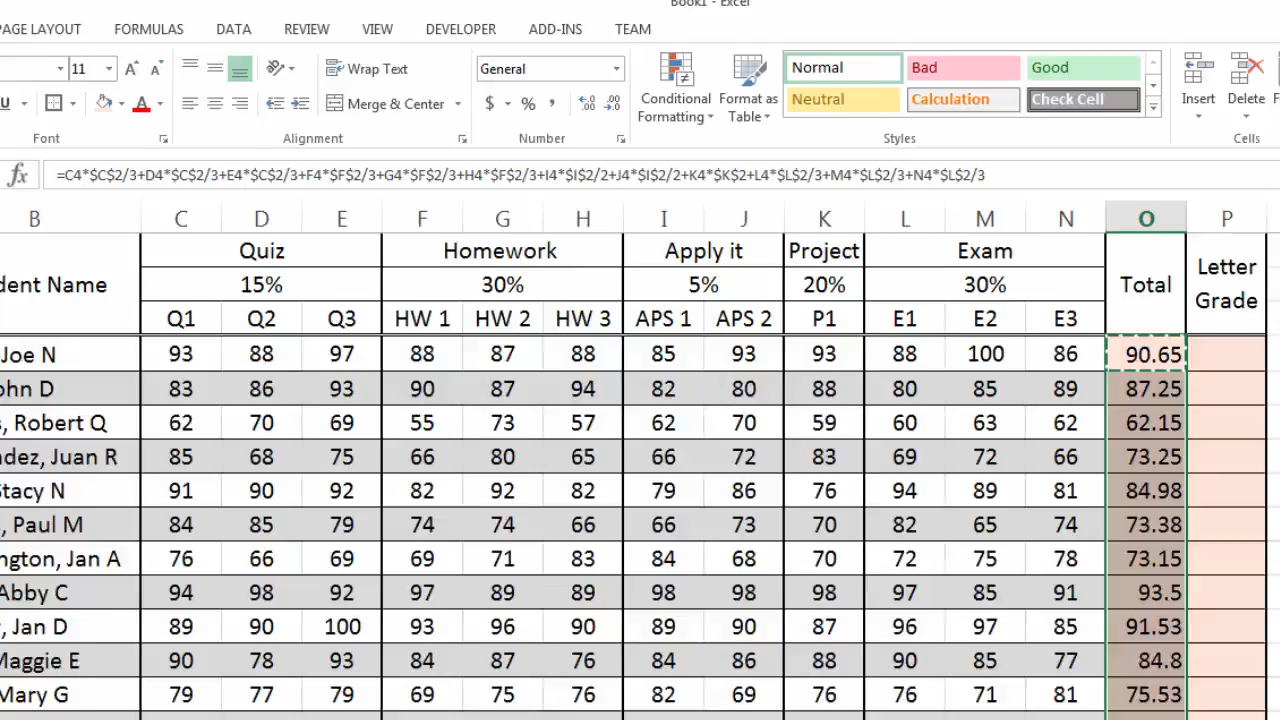 Book1 - Excel
PAGE LAYOUT FORMULAS DATA REVIEW VIEW DEVELOPER ADD-INS TEAM
11 A A Wrap Text General Normal Bad Good
U A Merge & Center $ % , .00 Conditional Formatting Format as Table Neutral Calculation Check Cell Insert Delete
Font Alignment Number Styles Cells
fx =C4*$C$2/3+D4*$C$2/3+E4*$C$2/3+F4*$F$2/3+G4*$F$2/3+H4*$F$2/3+I4*$I$2/2+J4*$I$2/2+K4*$K$2+L4*$L$2/3+M4*$L$2/3+N4*$L$2/3
B C D E F G H I J K L M N O P
Quiz Homework Apply it Project Exam
dent Name 15% 30% 5% 20% 30% Total Letter Grade
Q1 Q2 Q3 HW 1 HW 2 HW 3 APS 1 APS 2 P1 E1 E2 E3
Joe N 93 88 97 88 87 88 85 93 93 88 100 86 90.65
ohn D 83 86 93 90 87 94 82 80 88 80 85 89 87.25
, Robert Q 62 70 69 55 73 57 62 70 59 60 63 62 62.15
dez, Juan R 85 68 75 66 80 65 66 72 83 69 72 66 73.25
Stacy N 91 90 92 82 92 82 79 86 76 94 89 81 84.98
, Paul M 84 85 79 74 74 66 66 73 70 82 65 74 73.38
ngton, Jan A 76 66 69 69 71 83 84 68 70 72 75 78 73.15
Abby C 94 98 92 97 89 89 98 98 98 97 85 91 93.5
, Jan D 89 90 100 93 96 90 89 90 87 96 97 85 91.53
Maggie E 90 78 93 84 87 76 84 86 88 90 85 77 84.8
Mary G 79 77 79 69 75 76 82 69 76 76 71 81 75.53